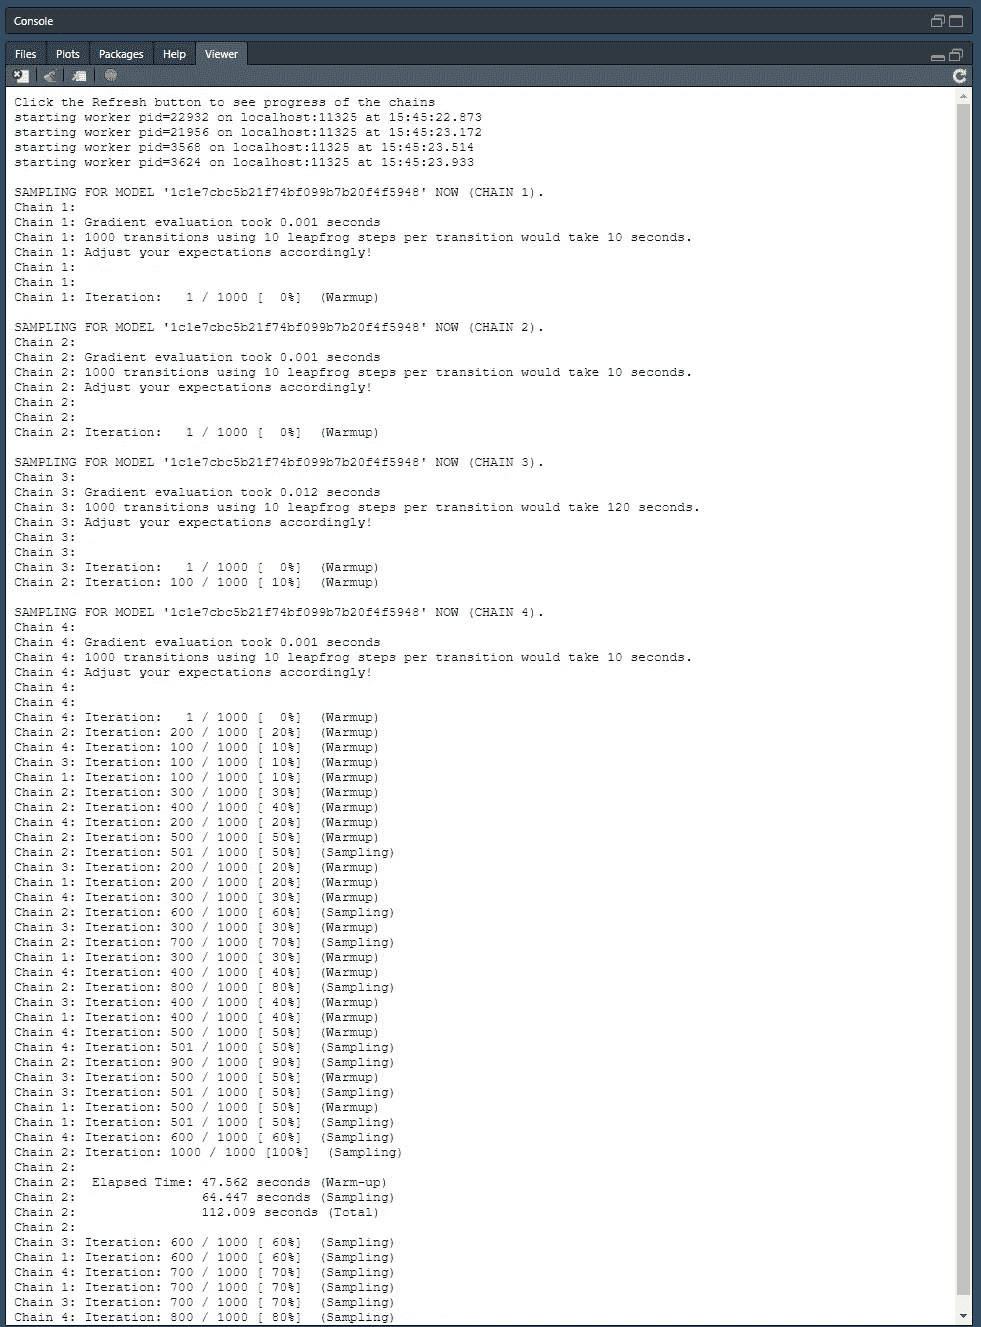 Console
Files Plots Packages Help Viewer
Click the Refresh button to see progress of the chains
starting worker pid=22932 on localhost:11325 at 15:45:22.873
starting worker pid=21956 on localhost:11325 at 15:45:23.172
starting worker pid=3568 on localhost:11325 at 15:45:23.514
starting worker pid=3624 on localhost:11325 at 15:45:23.933
SAMPLING FOR MODEL '1c1e7cbc5b21f74bf099b7b20f4f5948' NOW (CHAIN 1).
Chain 1:
Chain 1: Gradient evaluation took 0.001 seconds
Chain 1: 1000 transitions using 10 leapfrog steps per transition would take 10 seconds.
Chain 1: Adjust your expectations accordingly!
Chain 1:
Chain 1:
Chain 1: Iteration:   1 / 1000 [  0%]  (Warmup)
SAMPLING FOR MODEL '1c1e7cbc5b21f74bf099b7b20f4f5948' NOW (CHAIN 2).
Chain 2:
Chain 2: Gradient evaluation took 0.001 seconds
Chain 2: 1000 transitions using 10 leapfrog steps per transition would take 10 seconds.
Chain 2: Adjust your expectations accordingly!
Chain 2:
Chain 2:
Chain 2: Iteration:   1 / 1000 [  0%]  (Warmup)
SAMPLING FOR MODEL '1c1e7cbc5b21f74bf099b7b20f4f5948' NOW (CHAIN 3).
Chain 3:
Chain 3: Gradient evaluation took 0.012 seconds
Chain 3: 1000 transitions using 10 leapfrog steps per transition would take 120 seconds.
Chain 3: Adjust your expectations accordingly!
Chain 3:
Chain 3:
Chain 3: Iteration:   1 / 1000 [  0%]  (Warmup)
Chain 2: Iteration: 100 / 1000 [ 10%]  (Warmup)
SAMPLING FOR MODEL '1c1e7cbc5b21f74bf099b7b20f4f5948' NOW (CHAIN 4).
Chain 4:
Chain 4: Gradient evaluation took 0.001 seconds
Chain 4: 1000 transitions using 10 leapfrog steps per transition would take 10 seconds.
Chain 4: Adjust your expectations accordingly!
Chain 4:
Chain 4:
Chain 4: Iteration:   1 / 1000 [  0%]  (Warmup)
Chain 2: Iteration: 200 / 1000 [ 20%]  (Warmup)
Chain 4: Iteration: 100 / 1000 [ 10%]  (Warmup)
Chain 3: Iteration: 100 / 1000 [ 10%]  (Warmup)
Chain 1: Iteration: 100 / 1000 [ 10%]  (Warmup)
Chain 2: Iteration: 300 / 1000 [ 30%]  (Warmup)
Chain 2: Iteration: 400 / 1000 [ 40%]  (Warmup)
Chain 4: Iteration: 200 / 1000 [ 20%]  (Warmup)
Chain 2: Iteration: 500 / 1000 [ 50%]  (Warmup)
Chain 2: Iteration: 501 / 1000 [ 50%]  (Sampling)
Chain 3: Iteration: 200 / 1000 [ 20%]  (Warmup)
Chain 1: Iteration: 200 / 1000 [ 20%]  (Warmup)
Chain 4: Iteration: 300 / 1000 [ 30%]  (Warmup)
Chain 2: Iteration: 600 / 1000 [ 60%]  (Sampling)
Chain 3: Iteration: 300 / 1000 [ 30%]  (Warmup)
Chain 2: Iteration: 700 / 1000 [ 70%]  (Sampling)
Chain 1: Iteration: 300 / 1000 [ 30%]  (Warmup)
Chain 4: Iteration: 400 / 1000 [ 40%]  (Warmup)
Chain 2: Iteration: 800 / 1000 [ 80%]  (Sampling)
Chain 3: Iteration: 400 / 1000 [ 40%]  (Warmup)
Chain 1: Iteration: 400 / 1000 [ 40%]  (Warmup)
Chain 4: Iteration: 500 / 1000 [ 50%]  (Warmup)
Chain 4: Iteration: 501 / 1000 [ 50%]  (Sampling)
Chain 2: Iteration: 900 / 1000 [ 90%]  (Sampling)
Chain 3: Iteration: 500 / 1000 [ 50%]  (Warmup)
Chain 3: Iteration: 501 / 1000 [ 50%]  (Sampling)
Chain 1: Iteration: 500 / 1000 [ 50%]  (Warmup)
Chain 1: Iteration: 501 / 1000 [ 50%]  (Sampling)
Chain 4: Iteration: 600 / 1000 [ 60%]  (Sampling)
Chain 2: Iteration: 1000 / 1000 [100%]  (Sampling)
Chain 2:
Chain 2:  Elapsed Time: 47.562 seconds (Warm-up)
Chain 2:                64.447 seconds (Sampling)
Chain 2:                112.009 seconds (Total)
Chain 2:
Chain 3: Iteration: 600 / 1000 [ 60%]  (Sampling)
Chain 1: Iteration: 600 / 1000 [ 60%]  (Sampling)
Chain 4: Iteration: 700 / 1000 [ 70%]  (Sampling)
Chain 1: Iteration: 700 / 1000 [ 70%]  (Sampling)
Chain 3: Iteration: 700 / 1000 [ 70%]  (Sampling)
Chain 4: Iteration: 800 / 1000 [ 80%]  (Sampling)